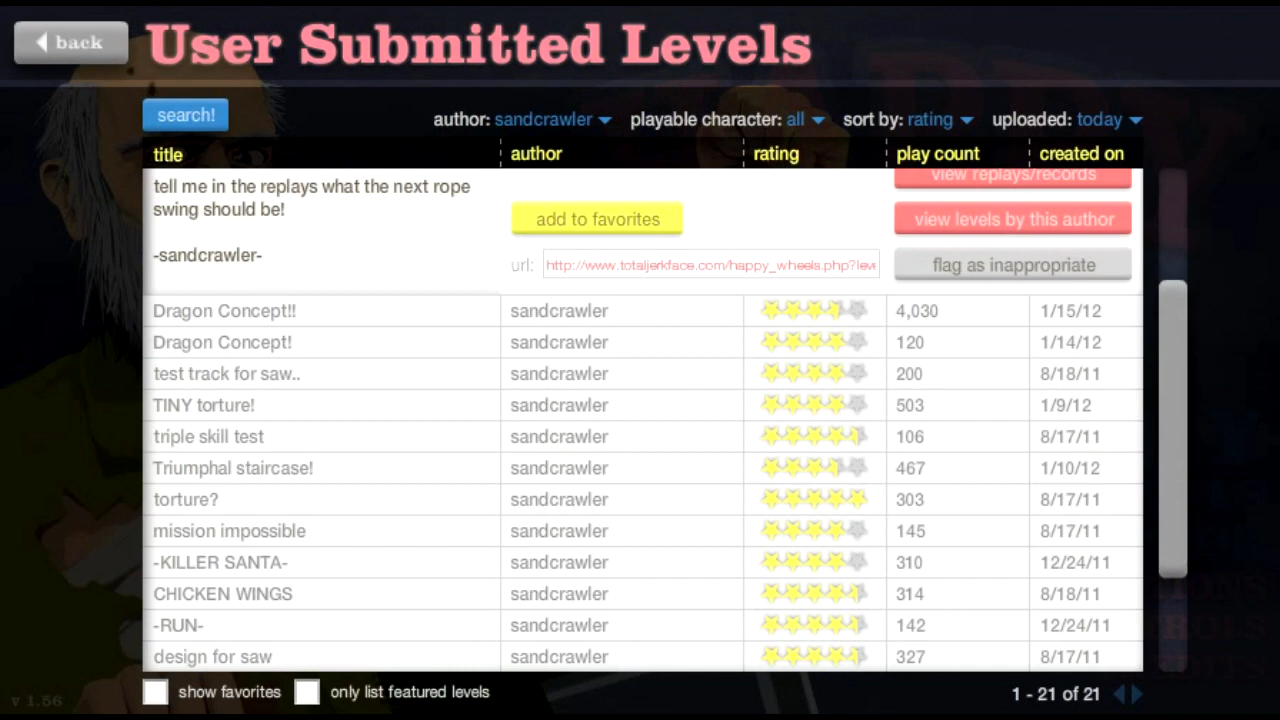 back
User Submitted Levels
search!
author: sandcrawler playable character: all sort by: rating uploaded: today
title author rating play count created on
tell me in the replays what the next rope
swing should be!
-sandcrawler-
view replays/records
add to favorites
view levels by this author
url: http://www.totaljerkface.com/happy_wheels.php?leve
flag as inappropriate
Dragon Concept!! sandcrawler 4,030 1/15/12
Dragon Concept! sandcrawler 120 1/14/12
test track for saw.. sandcrawler 200 8/18/11
TINY torture! sandcrawler 503 1/9/12
triple skill test sandcrawler 106 8/17/11
Triumphal staircase! sandcrawler 467 1/10/12
torture? sandcrawler 303 8/17/11
mission impossible sandcrawler 145 8/17/11
-KILLER SANTA- sandcrawler 310 12/24/11
CHICKEN WINGS sandcrawler 314 8/18/11
-RUN- sandcrawler 142 12/24/11
design for saw sandcrawler 327 8/17/11
show favorites only list featured levels 1 - 21 of 21
v 1.56